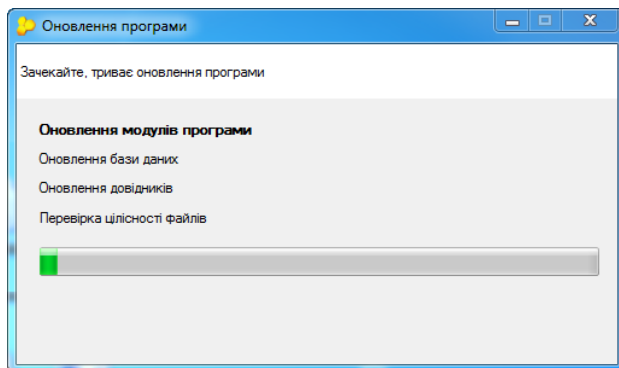 Оновлення програми
Зачекайте, триває оновлення програми
Оновлення модулів програми
Оновлення бази даних
Оновлення довідників
Перевірка цілісності файлів